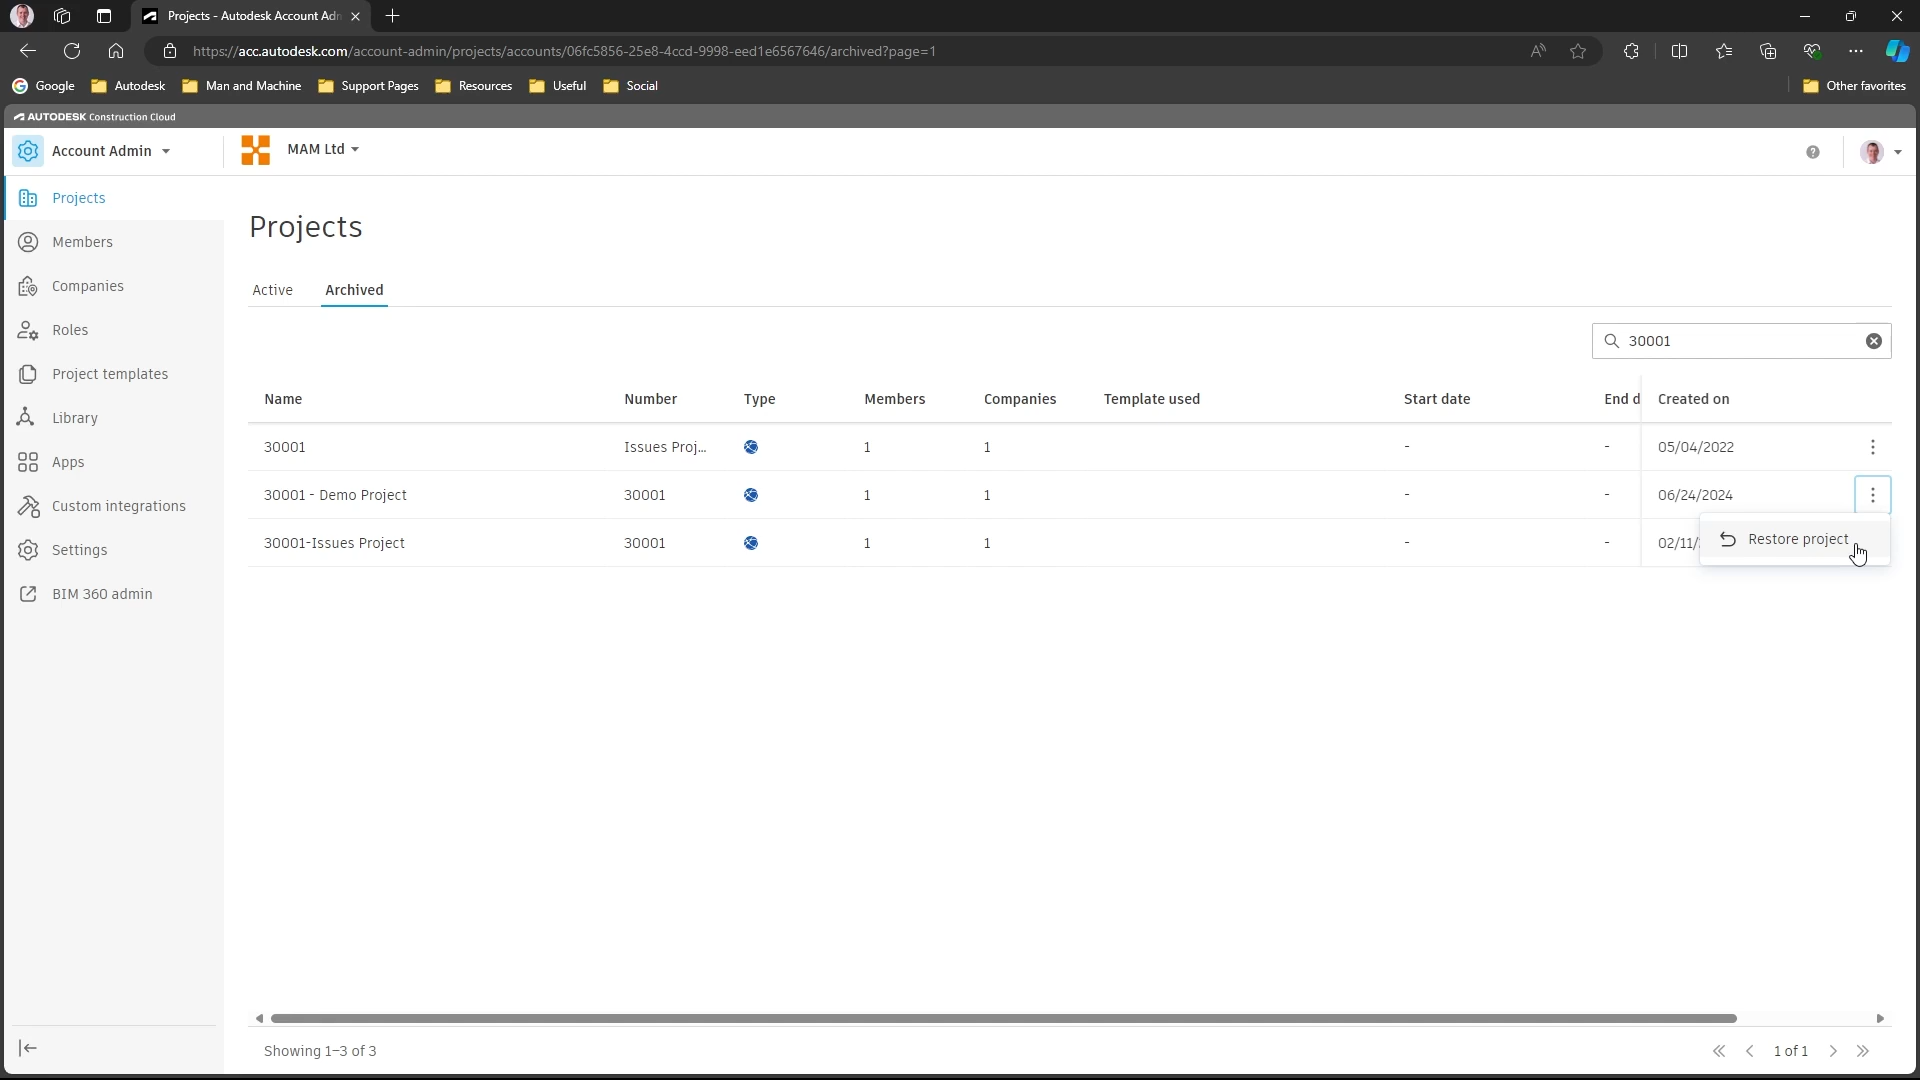 Projects - Autodesk Account Adn
https://acc.autodesk.com/account-admin/projects/accounts/06fc5856-25e8-4ccd-9998-eed1e6567646/archived?page=1
Google Autodesk Man and Machine Support Pages Resources Useful Social Other favorites
AUTODESK Construction Cloud
Account Admin MAM Ltd
Projects
Members
Companies
Roles
Project templates
Library
Apps
Custom integrations
Settings
BIM 360 admin
Projects
Active Archived
30001
Name Number Type Members Companies Template used Start date End d Created on
30001 Issues Proj... 1 1 - - 05/04/2022
30001 - Demo Project 30001 1 1 - - 06/24/2024
30001-Issues Project 30001 1 1 - - 02/11/
Restore project
Showing 1-3 of 3 1 of 1